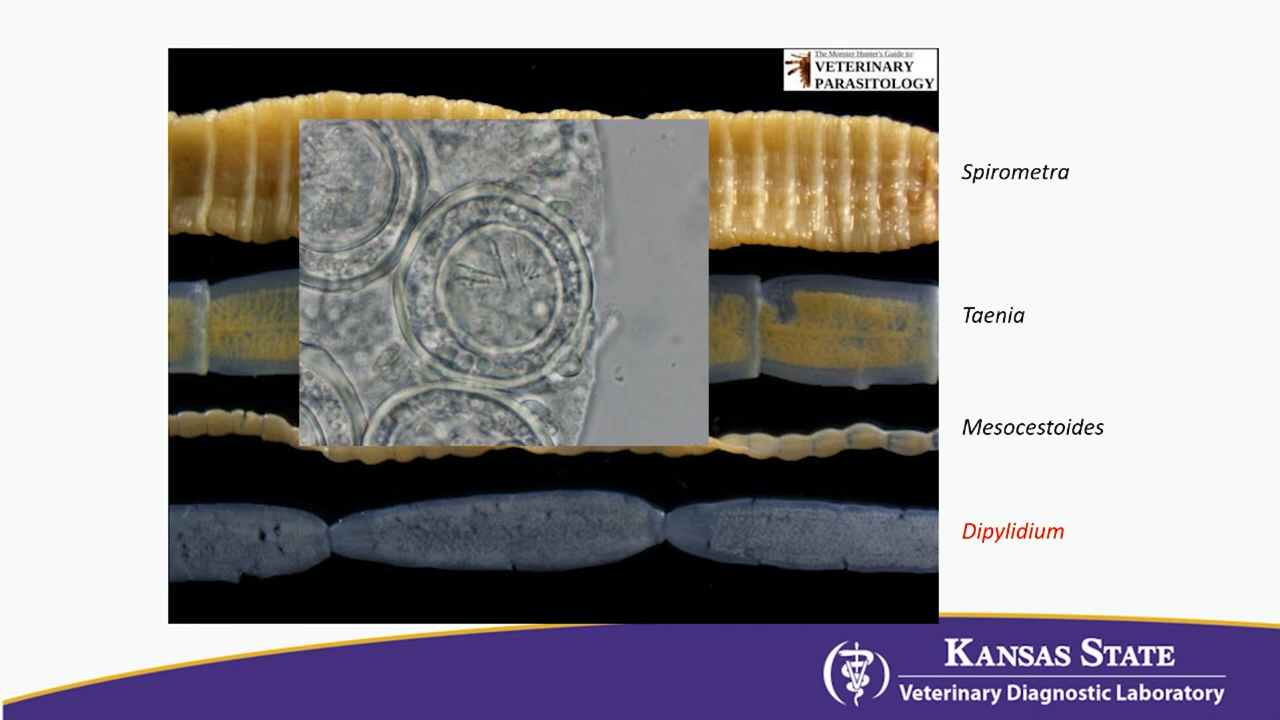 The Monster Hunter's Guide to:
VETERINARY
PARASITOLOGY
Spirometra
Taenia
Mesocestoides
Dipylidium
KANSAS STATE
Veterinary Diagnostic Laboratory